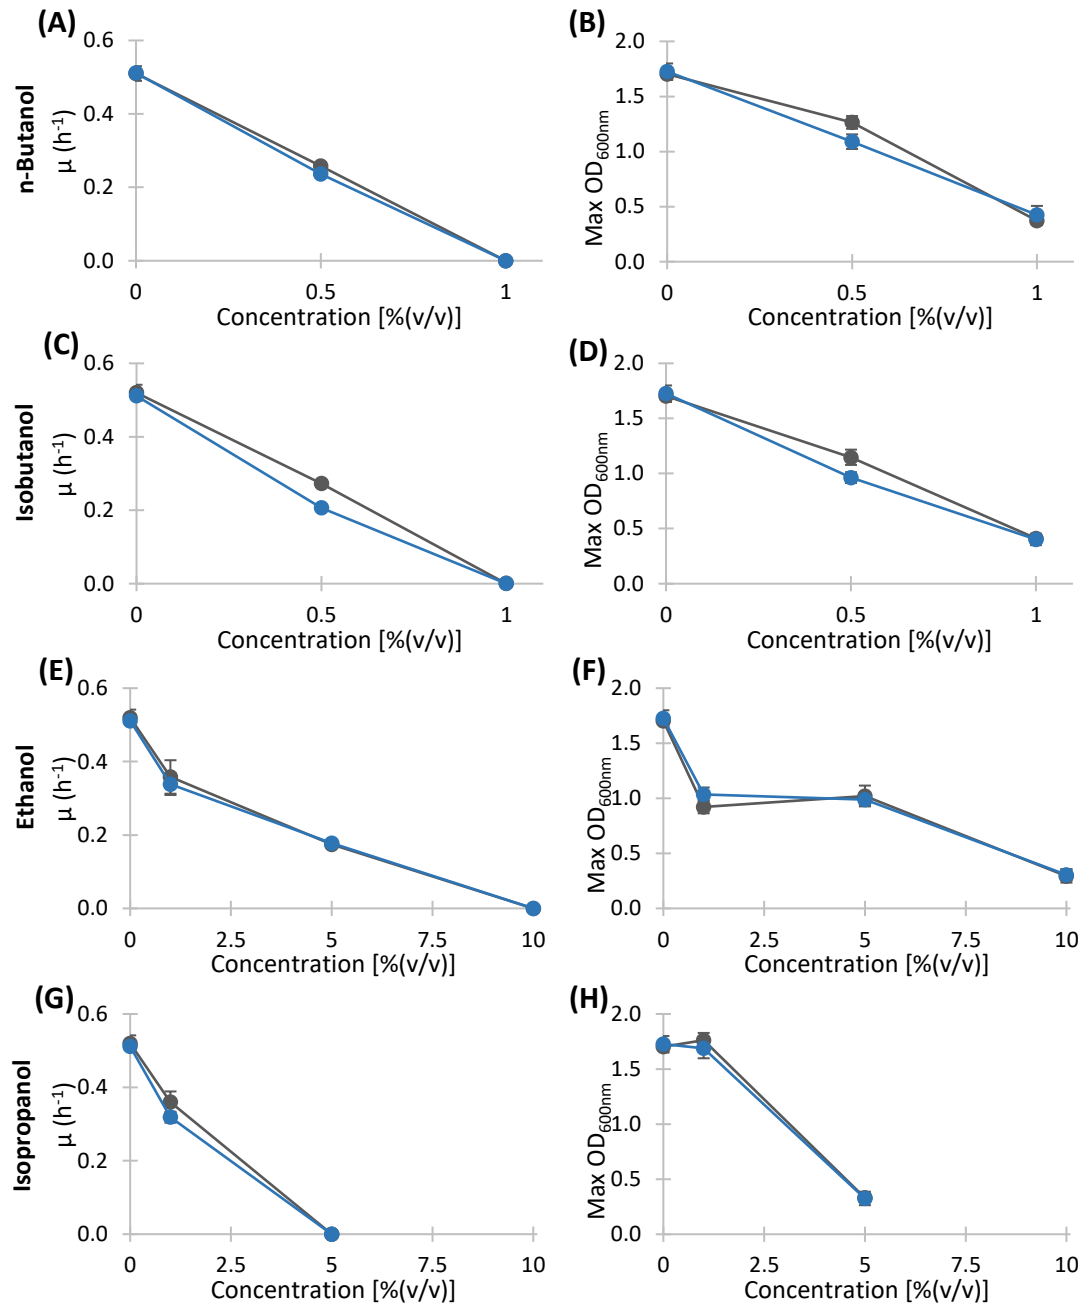 (A)
(B)
n-Butanol
μ (h⁻¹)
0.6
0.4
0.2
0.0
0
0.5
1
Concentration [%(v/v)]
Max OD₆₀₀ₙₘ
2.0
1.5
1.0
0.5
0.0
0
0.5
1
Concentration [%(v/v)]
(C)
(D)
Isobutanol
μ (h⁻¹)
0.6
0.4
0.2
0.0
0
0.5
1
Concentration [%(v/v)]
Max OD₆₀₀ₙₘ
2.0
1.5
1.0
0.5
0.0
0
0.5
1
Concentration [%(v/v)]
(E)
(F)
Ethanol
μ (h⁻¹)
0.6
0.4
0.2
0.0
0
2.5
5
7.5
10
Concentration [%(v/v)]
Max OD₆₀₀ₙₘ
2.0
1.5
1.0
0.5
0.0
0
2.5
5
7.5
10
Concentration [%(v/v)]
(G)
(H)
Isopropanol
μ (h⁻¹)
0.6
0.4
0.2
0.0
0
2.5
5
7.5
10
Concentration [%(v/v)]
Max OD₆₀₀ₙₘ
2.0
1.5
1.0
0.5
0.0
0
2.5
5
7.5
10
Concentration [%(v/v)]